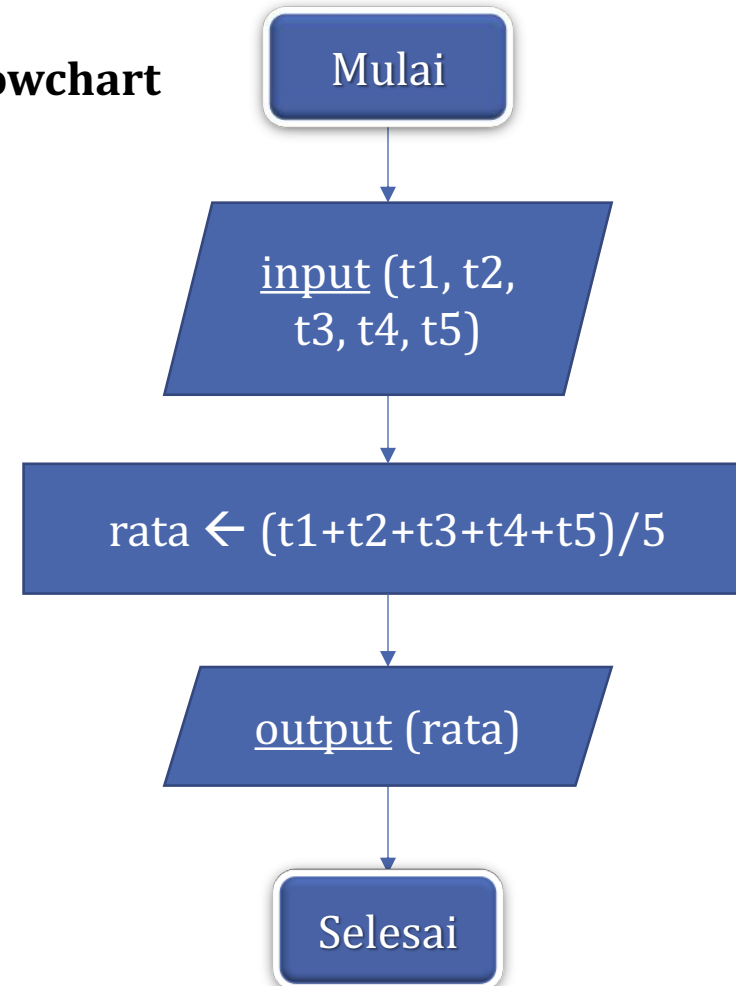 owchart
Mulai
input (t1, t2,
t3, t4, t5)
rata ← (t1+t2+t3+t4+t5)/5
output (rata)
Selesai